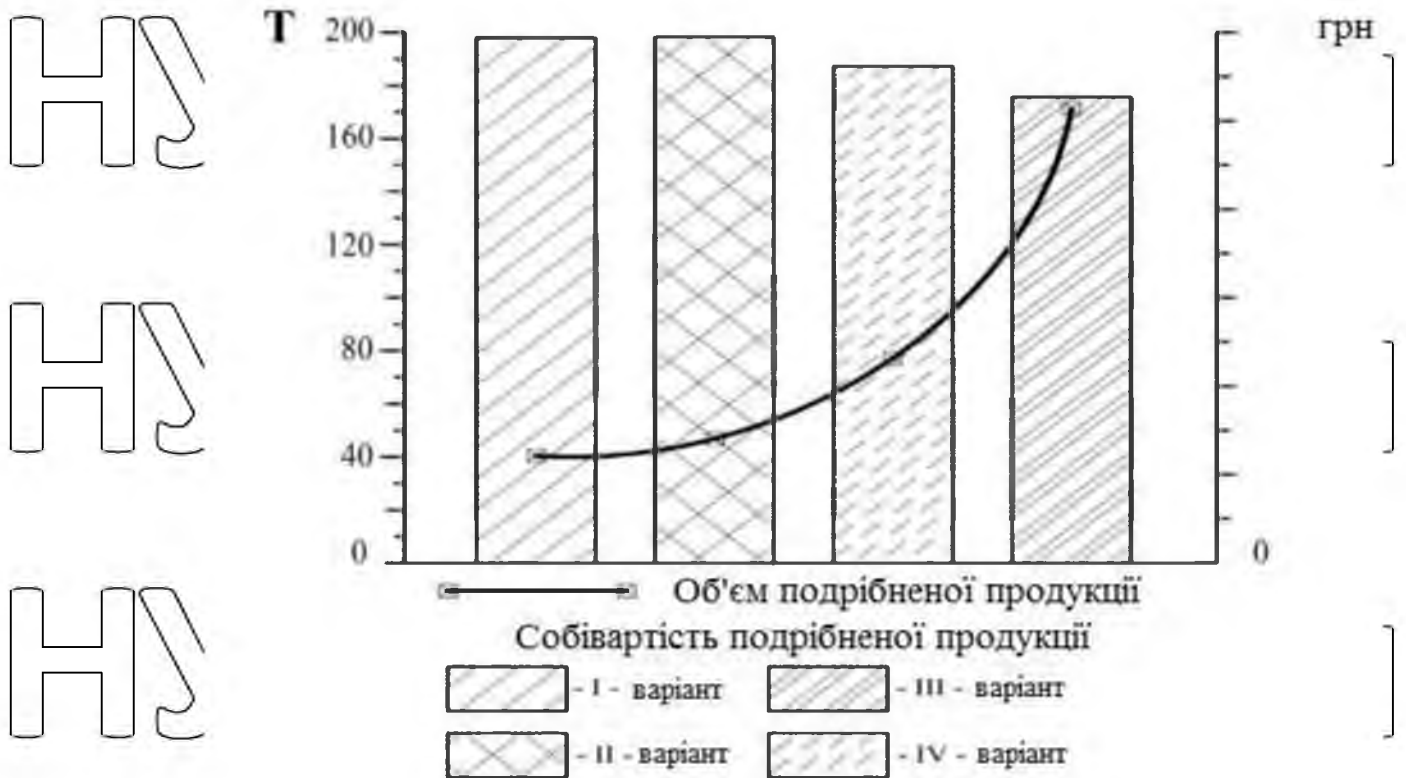 Т 200 грн
160
120
80
40
0 0
Об'єм подрібненої продукції
Собівартість подрібненої продукції
- I - варіант - III - варіант
- II - варіант - IV - варіант